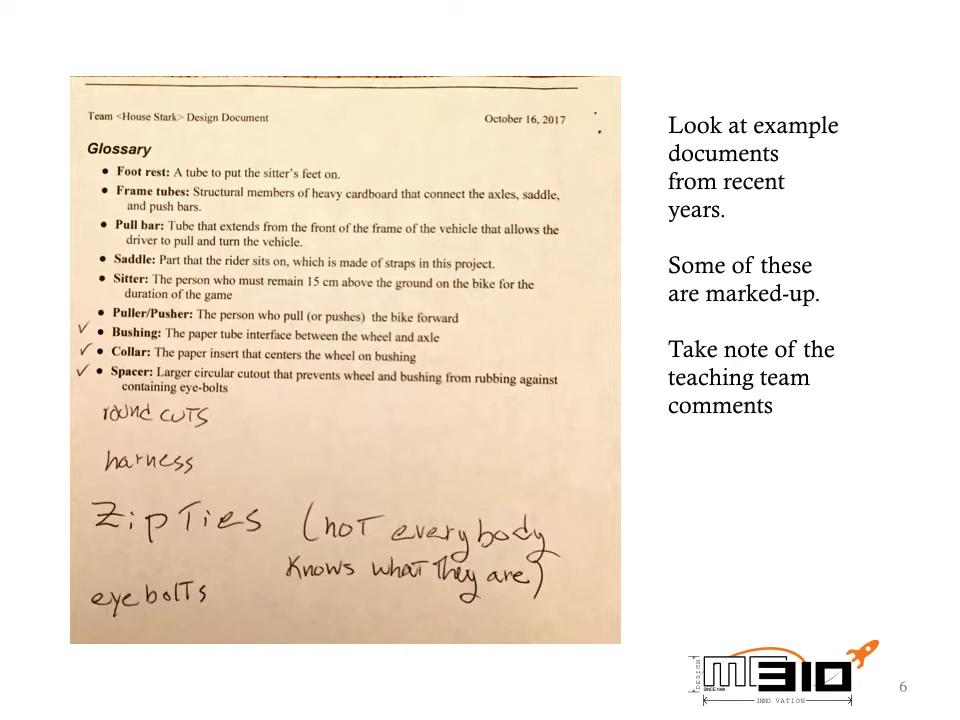 Team <House Stark> Design Document October 16, 2017
Glossary
• Foot rest: A tube to put the sitter's feet on.
• Frame tubes: Structural members of heavy cardboard that connect the axles, saddle,
and push bars.
• Pull bar: Tube that extends from the front of the frame of the vehicle that allows the
driver to pull and turn the vehicle.
• Saddle: Part that the rider sits on, which is made of straps in this project.
• Sitter: The person who must remain 15 cm above the ground on the bike for the
duration of the game
• Puller/Pusher: The person who pull (or pushes) the bike forward
✓ • Bushing: The paper tube interface between the wheel and axle
✓ • Collar: The paper insert that centers the wheel on bushing
✓ • Spacer: Larger circular cutout that prevents wheel and bushing from rubbing against
containing eye-bolts
round cuts
harness
Zip Ties (not everybody
knows what they are)
eyebolts
Look at example
documents
from recent
years.
Some of these
are marked-up.
Take note of the
teaching team
comments
DESIGN
ME310
SINCE 1969
INNOVATION
6